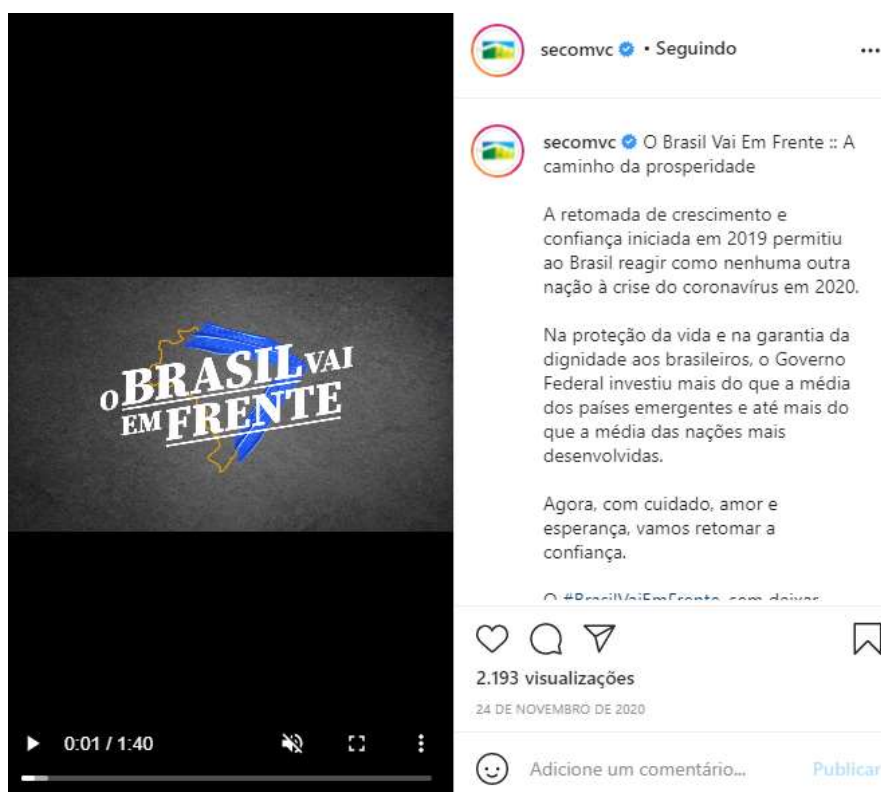 secomvc • Seguindo
secomvc O Brasil Vai Em Frente :: A
caminho da prosperidade
A retomada de crescimento e
confiança iniciada em 2019 permitiu
ao Brasil reagir como nenhuma outra
nação à crise do coronavírus em 2020.
Na proteção da vida e na garantia da
dignidade aos brasileiros, o Governo
Federal investiu mais do que a média
dos países emergentes e até mais do
que a média das nações mais
desenvolvidas.
Agora, com cuidado, amor e
esperança, vamos retomar a
confiança.
O #BrasilVaiEmFrente, sem deixar
O BRASIL VAI
EM FRENTE
0:01 / 1:40
2.193 visualizações
24 DE NOVEMBRO DE 2020
Adicione um comentário... Publicar